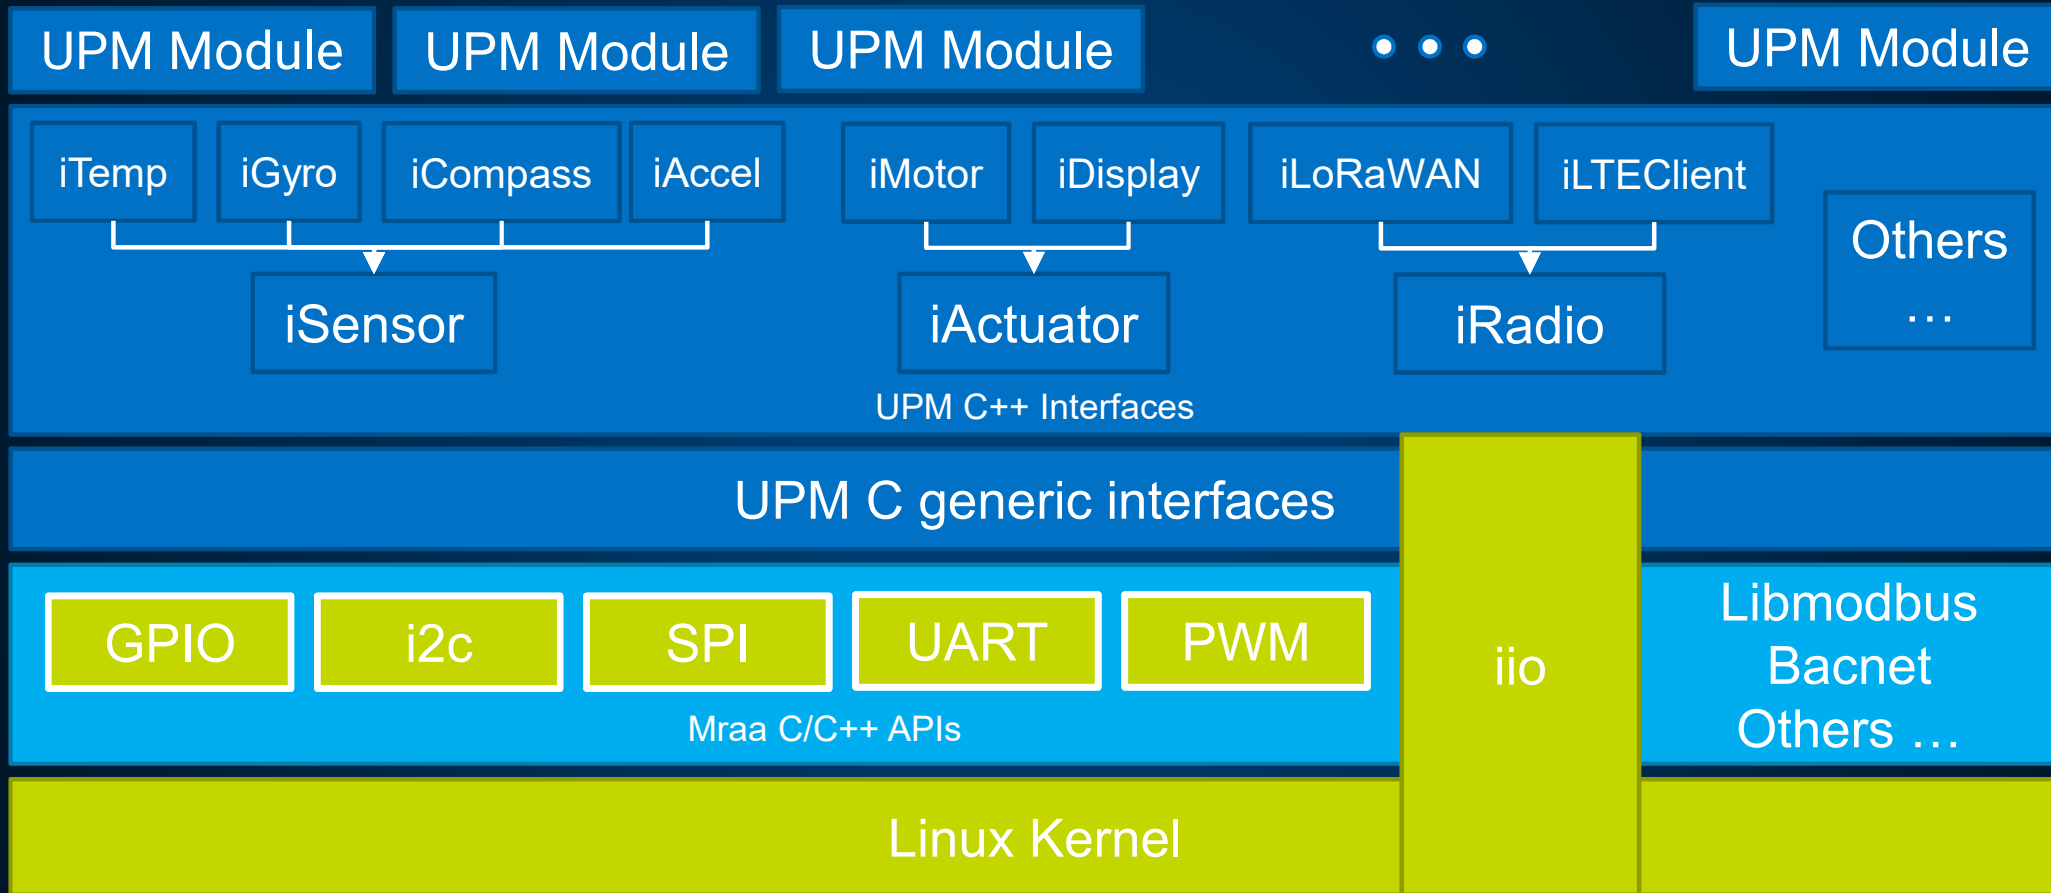 UPM Module
UPM Module
UPM Module
• • •
UPM Module
iTemp
iGyro
iCompass
iAccel
iMotor
iDisplay
iLoRaWAN
iLTEClient
Others
…
iSensor
iActuator
iRadio
UPM C++ Interfaces
UPM C generic interfaces
GPIO
i2c
SPI
UART
PWM
Mraa C/C++ APIs
iio
Libmodbus
Bacnet
Others …
Linux Kernel